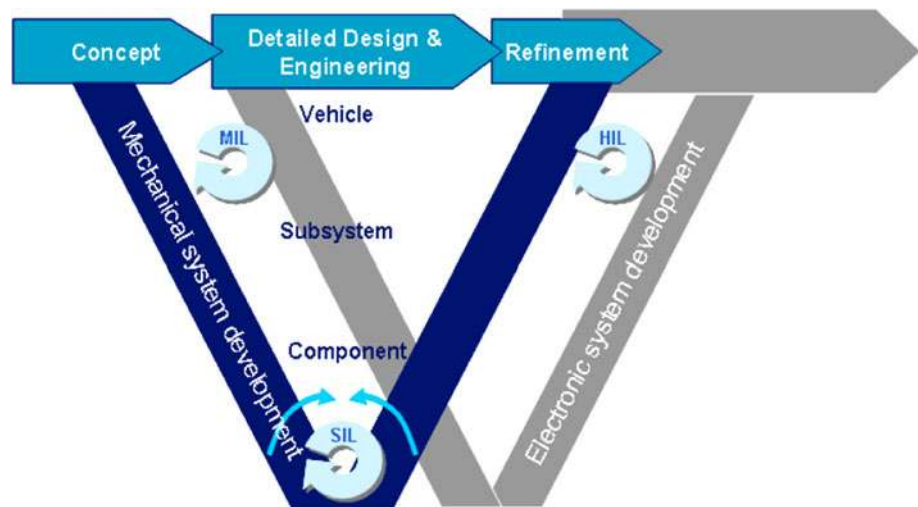 Concept
Detailed Design &
Engineering
Refinement
Vehicle
MIL
HIL
Mechanical system development
Subsystem
Electronic system development
Component
SIL